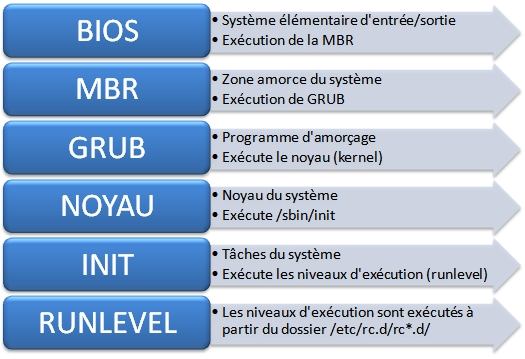 BIOS
• Système élémentaire d'entrée/sortie
• Exécution de la MBR
MBR
• Zone amorce du système
• Exécution de GRUB
GRUB
• Programme d'amorçage
• Exécute le noyau (kernel)
NOYAU
• Noyau du système
• Exécute /sbin/init
INIT
• Tâches du système
• Exécute les niveaux d'exécution (runlevel)
RUNLEVEL
• Les niveaux d'exécution sont exécutés à
partir du dossier /etc/rc.d/rc*.d/